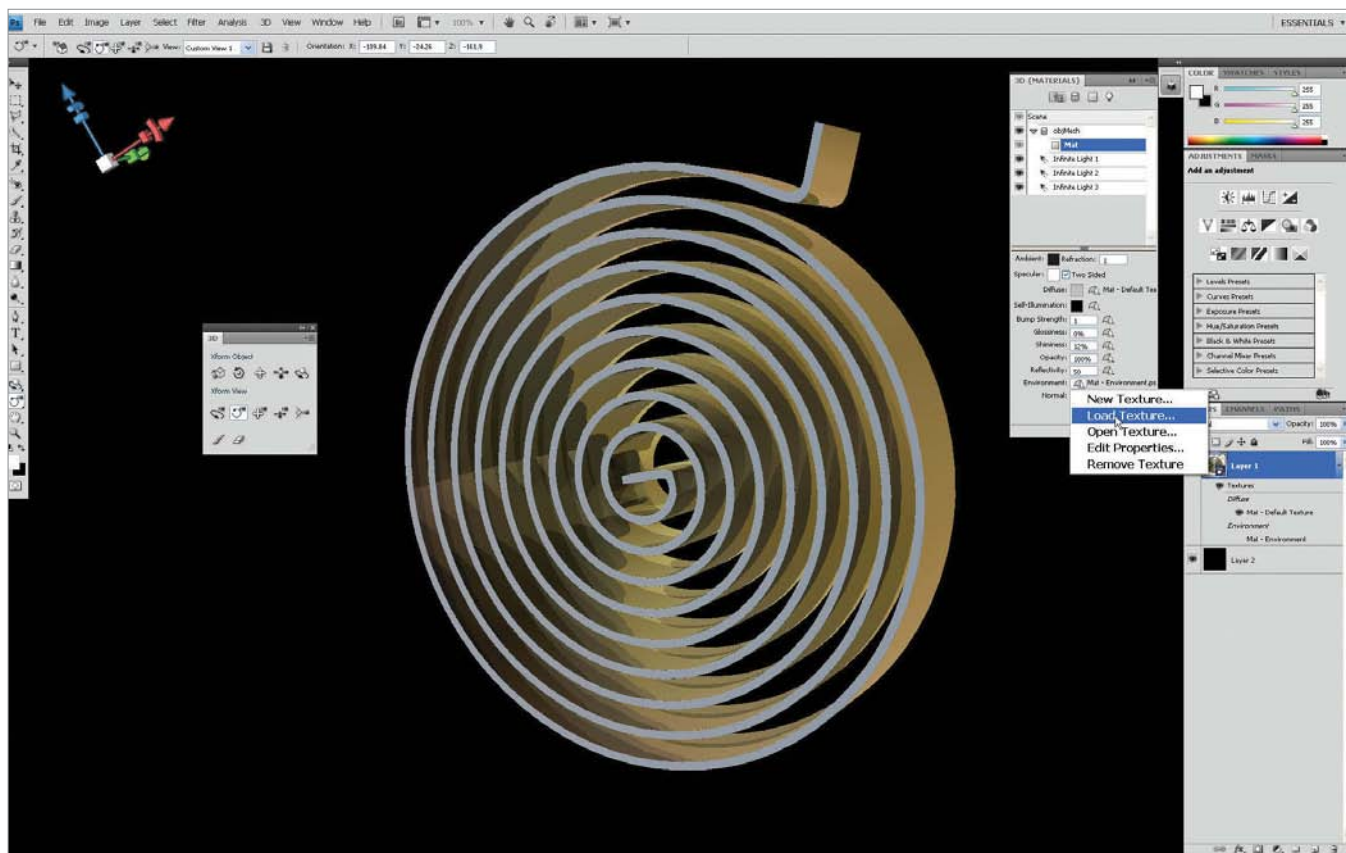 Ps File Edit Image Layer Select Filter Analysis 3D View Window Help 100% ESSENTIALS
View: Custom View 1 Orientation: X: -109.84 Y: -24.26 Z: -161.9
3D {MATERIALS}
Scene
objMesh
Mat
Infinite Light 1
Infinite Light 2
Infinite Light 3
Ambient: Refraction: 1
Specular: Two Sided
Diffuse: Mat - Default Tex
Self-Illumination:
Bump Strength: 1
Glossiness: 0%
Shininess: 12%
Opacity: 100%
Reflectivity: 50
Environment: Mat - Environment.ps
Normal:
New Texture...
Load Texture...
Open Texture...
Edit Properties...
Remove Texture
3D
Xform Object
Xform View
COLOR SWATCHES STYLES
R 255
G 255
B 255
ADJUSTMENTS MASKS
Add an adjustment
Levels Presets
Curves Presets
Exposure Presets
Hue/Saturation Presets
Black & White Presets
Channel Mixer Presets
Selective Color Presets
CHANNELS PATHS
Opacity: 100%
Fill: 100%
Layer 1
Textures
Diffuse
Mat - Default Texture
Environment
Mat - Environment
Layer 2